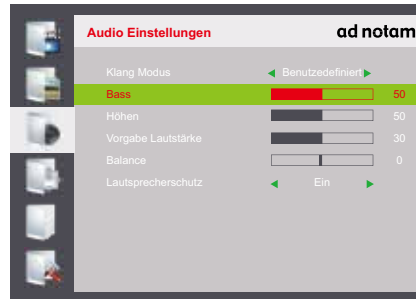 Audio Einstellungen
ad notam
Klang Modus Benutzedefiniert
Bass 50
Höhen 50
Vorgabe Lautstärke 30
Balance 0
Lautsprecherschutz Ein